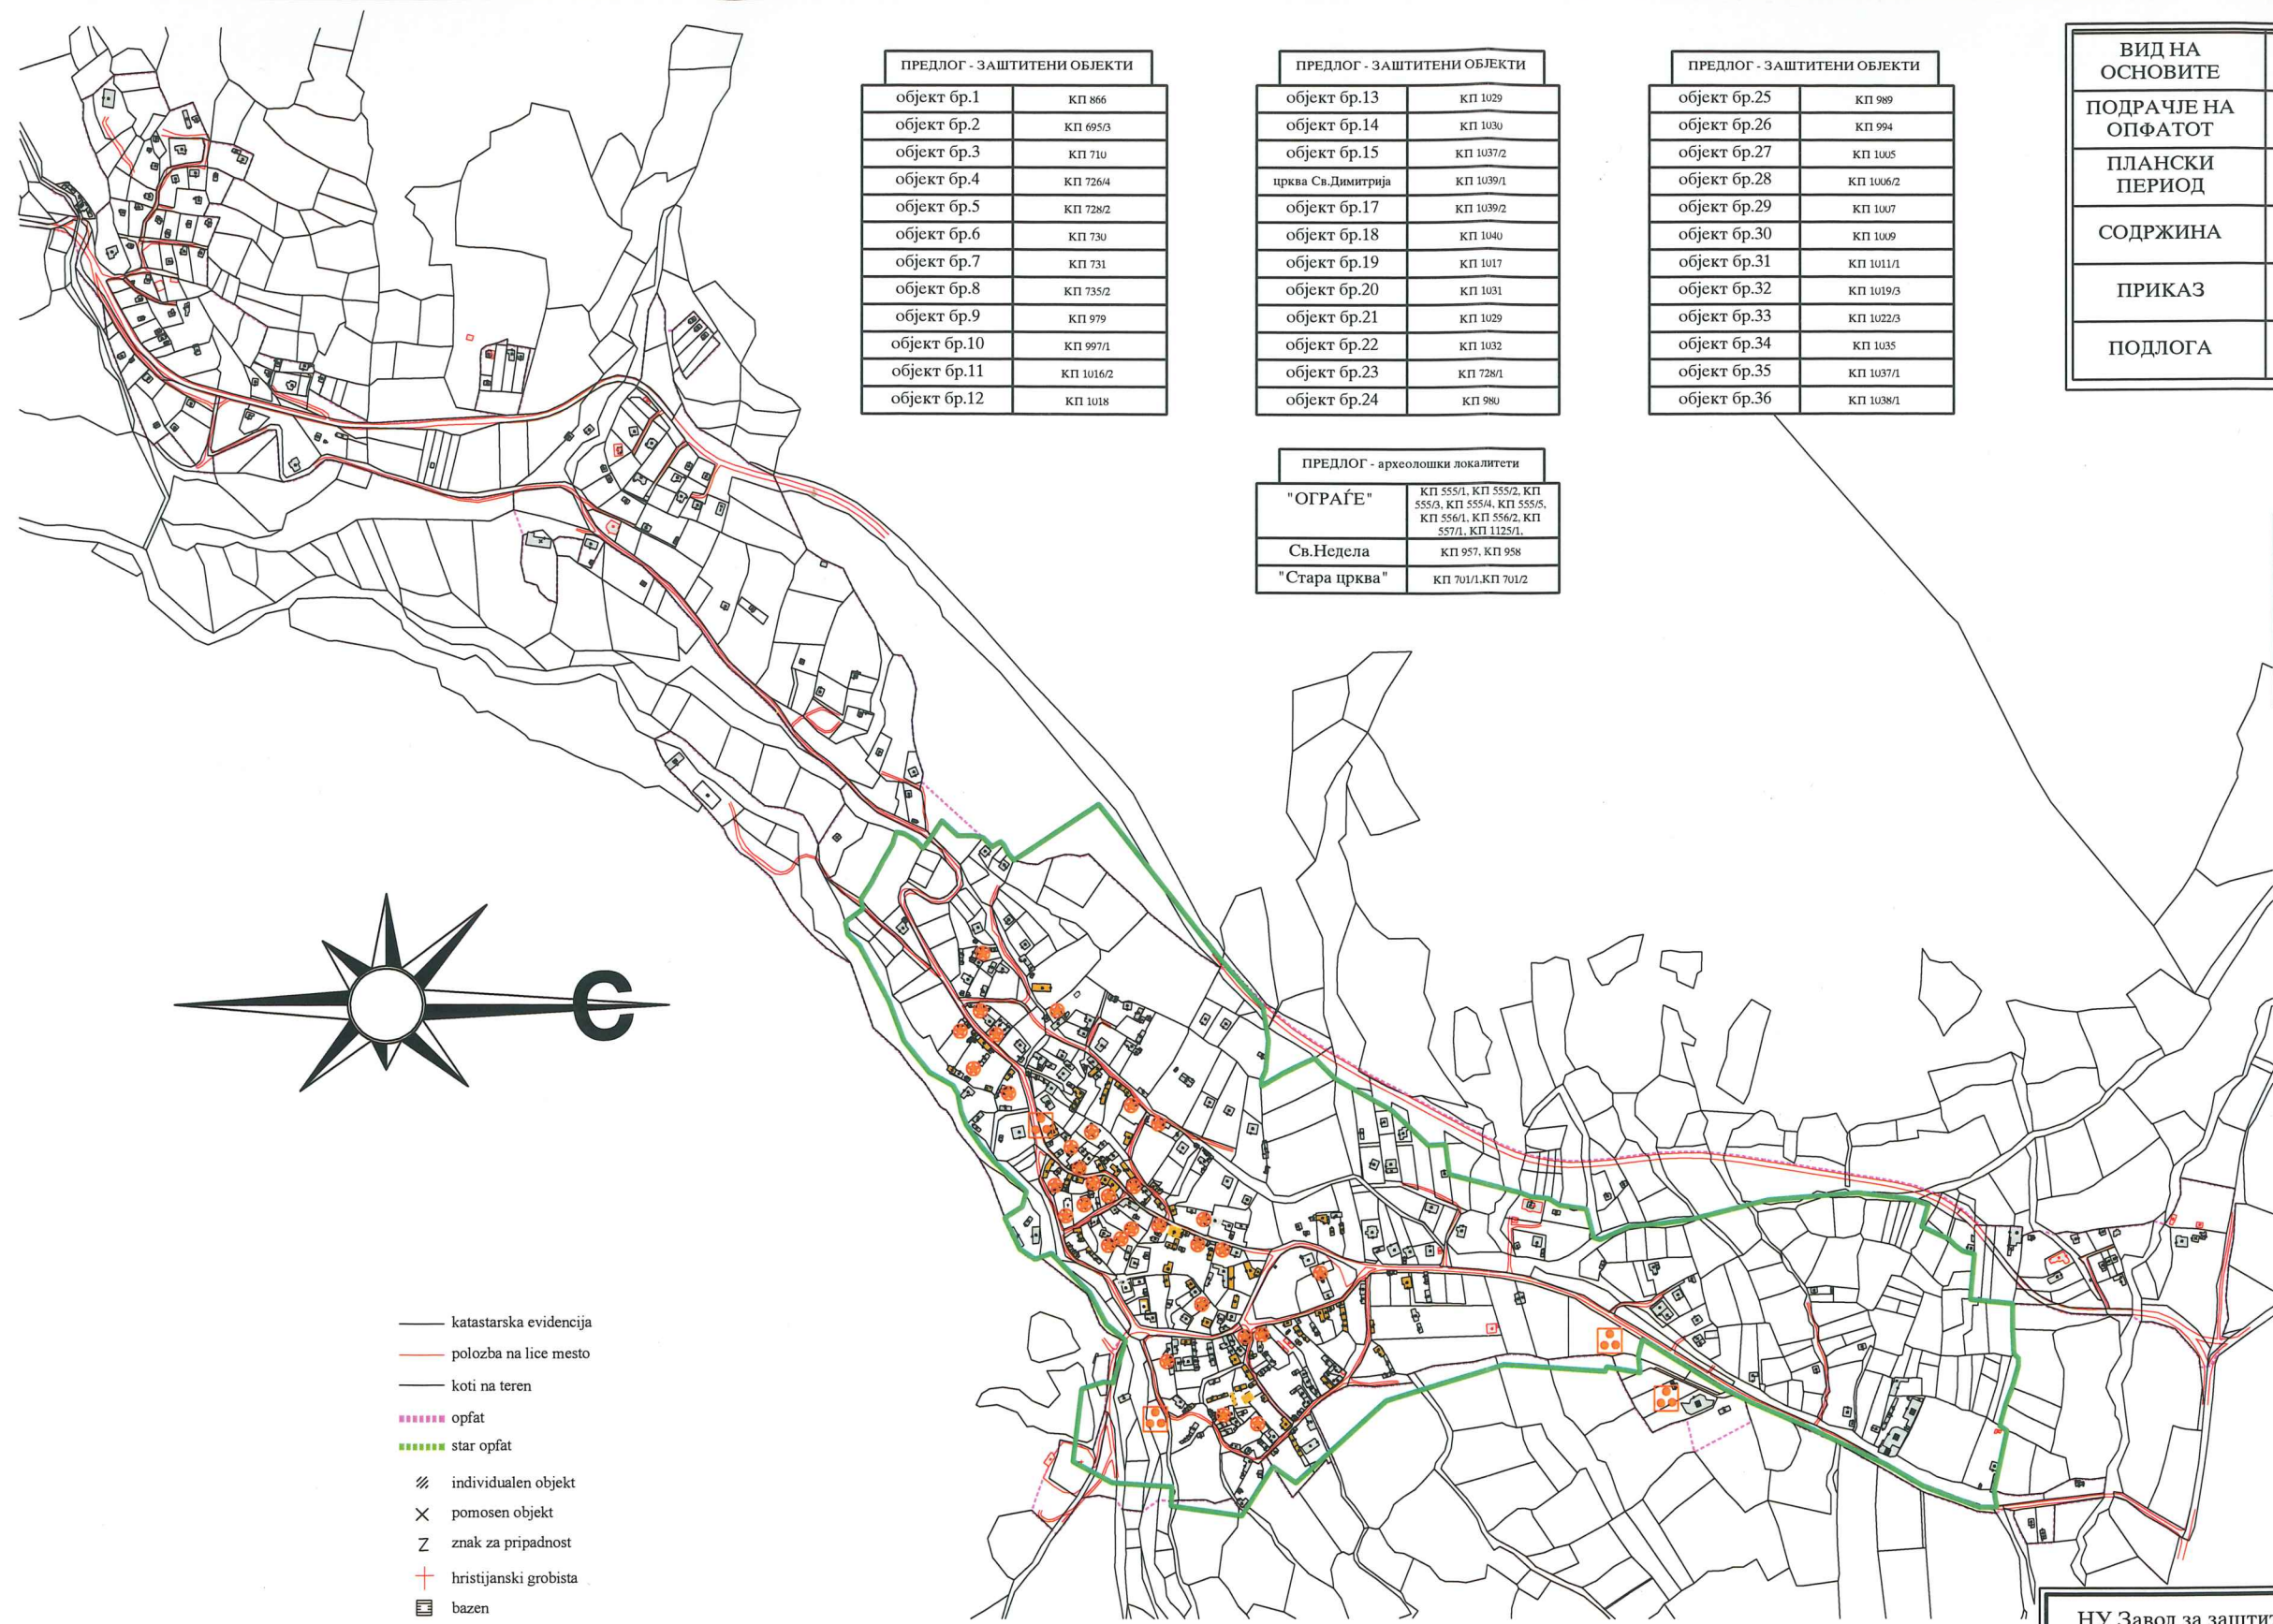 ПРЕДЛОГ - ЗАШТИТЕНИ ОБЈЕКТИ
објект бр.1 КП 866
објект бр.2 КП 695/3
објект бр.3 КП 710
објект бр.4 КП 726/4
објект бр.5 КП 728/2
објект бр.6 КП 730
објект бр.7 КП 731
објект бр.8 КП 735/2
објект бр.9 КП 979
објект бр.10 КП 997/1
објект бр.11 КП 1016/2
објект бр.12 КП 1018
ПРЕДЛОГ - ЗАШТИТЕНИ ОБЈЕКТИ
објект бр.13 КП 1029
објект бр.14 КП 1030
објект бр.15 КП 1037/2
црква Св.Димитрија КП 1039/1
објект бр.17 КП 1039/2
објект бр.18 КП 1040
објект бр.19 КП 1017
објект бр.20 КП 1031
објект бр.21 КП 1029
објект бр.22 КП 1032
објект бр.23 КП 728/1
објект бр.24 КП 980
ПРЕДЛОГ - ЗАШТИТЕНИ ОБЈЕКТИ
објект бр.25 КП 989
објект бр.26 КП 994
објект бр.27 КП 1005
објект бр.28 КП 1006/2
објект бр.29 КП 1007
објект бр.30 КП 1009
објект бр.31 КП 1011/1
објект бр.32 КП 1019/3
објект бр.33 КП 1022/3
објект бр.34 КП 1035
објект бр.35 КП 1037/1
објект бр.36 КП 1038/1
ВИД НА
ОСНОВИТЕ
ПОДРАЧЈЕ НА
ОПФАТОТ
ПЛАНСКИ
ПЕРИОД
СОДРЖИНА
ПРИКАЗ
ПОДЛОГА
ПРЕДЛОГ - археолошки локалитети
"ОГРАЃЕ"
КП 555/1, КП 555/2, КП
555/3, КП 555/4, КП 555/5,
КП 556/1, КП 556/2, КП
557/1, КП 1125/1,
Св.Недела КП 957, КП 958
"Стара црква" КП 701/1,КП 701/2
С
katastarska evidencija
polozba na lice mesto
koti na teren
opfat
star opfat
individualen objekt
pomosen objekt
Z znak za pripadnost
hristijanski grobista
bazen
НУ Завод за заштит